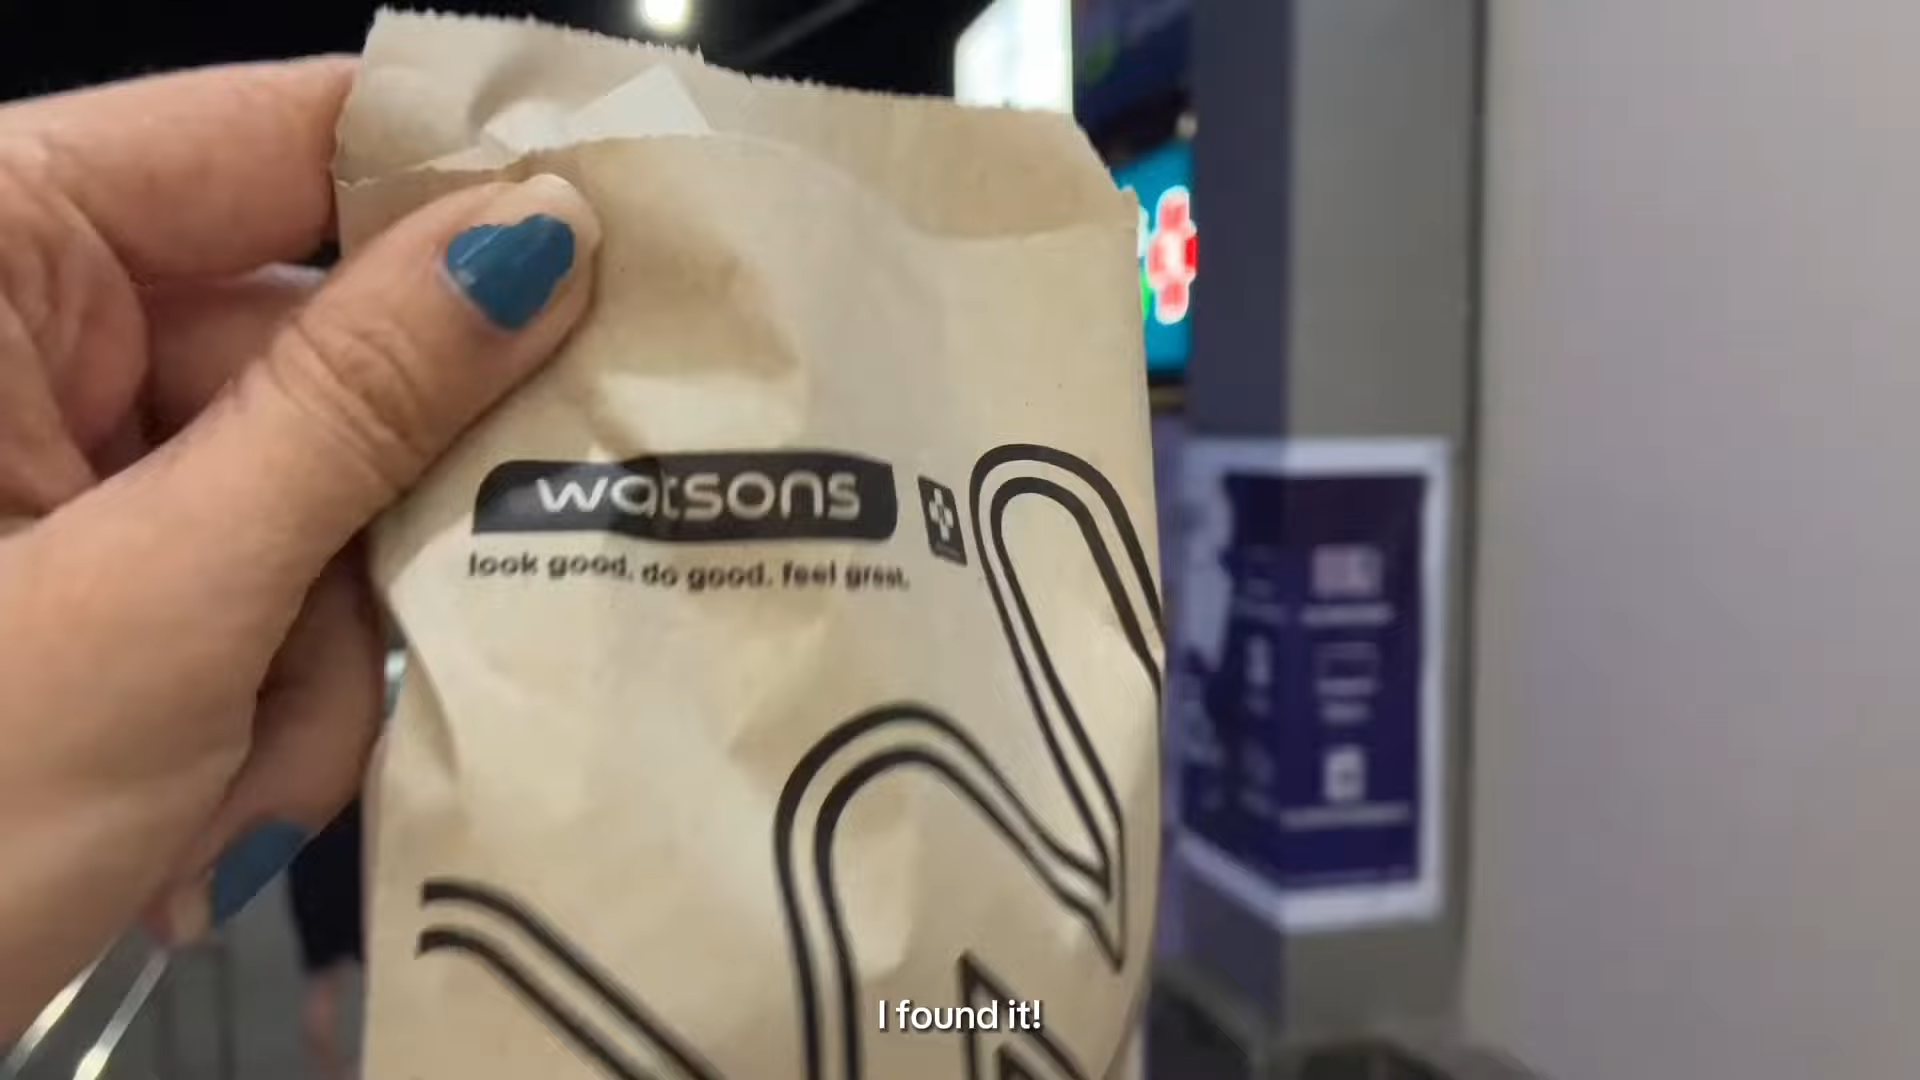 watsons
look good. do good. feel great.
I found it!